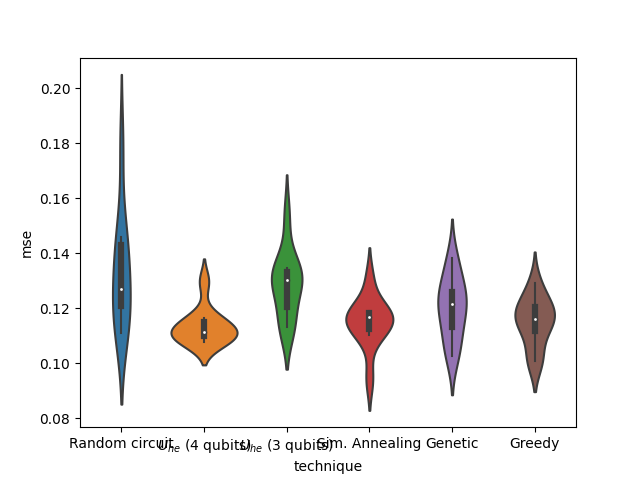 0.20
0.18
0.16
0.14
0.12
0.10
0.08
mse
Random circuit U_he (4 qubits) U_he (3 qubits) Sim. Annealing Genetic Greedy
technique